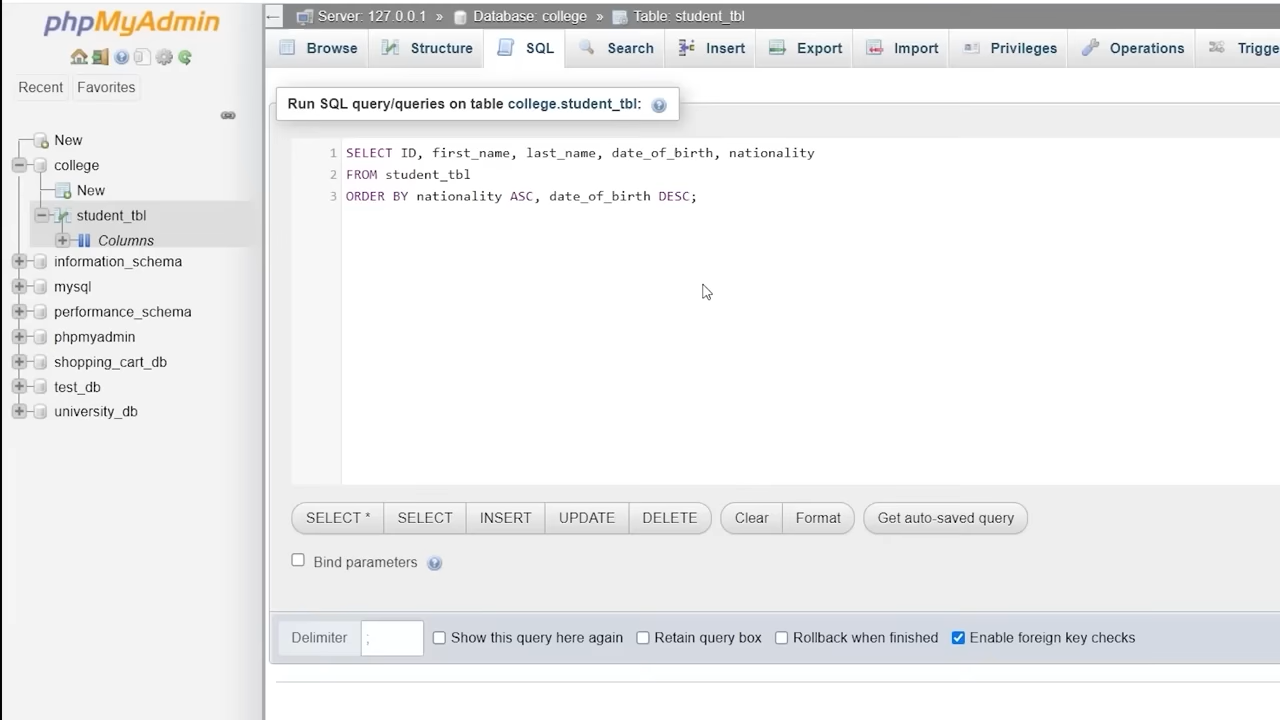 phpMyAdmin
Recent Favorites
New
college
New
student_tbl
Columns
information_schema
mysql
performance_schema
phpmyadmin
shopping_cart_db
test_db
university_db
Server: 127.0.0.1 » Database: college » Table: student_tbl
Browse Structure SQL Search Insert Export Import Privileges Operations Trigge
Run SQL query/queries on table college.student_tbl:
1 SELECT ID, first_name, last_name, date_of_birth, nationality
2 FROM student_tbl
3 ORDER BY nationality ASC, date_of_birth DESC;
SELECT * SELECT INSERT UPDATE DELETE Clear Format Get auto-saved query
Bind parameters
Delimiter ; Show this query here again Retain query box Rollback when finished Enable foreign key checks